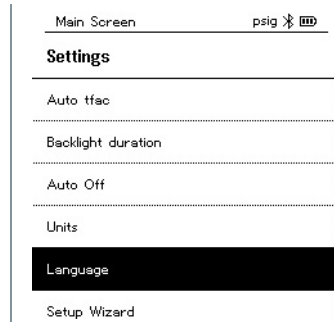 Main Screen psig
Settings
Auto tfac
Backlight duration
Auto Off
Units
Language
Setup Wizard